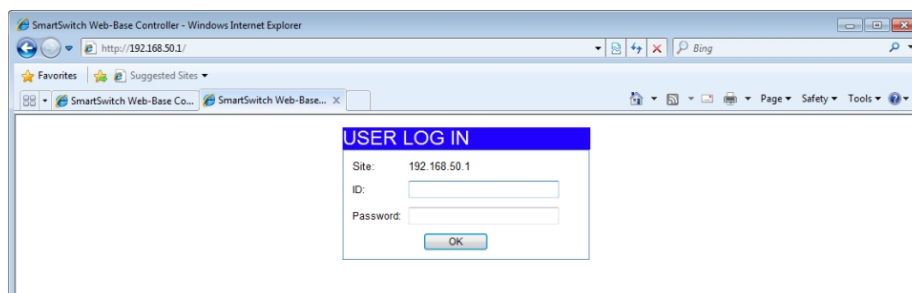 SmartSwitch Web-Base Controller - Windows Internet Explorer
http://192.168.50.1/
Bing
Favorites
Suggested Sites
SmartSwitch Web-Base Co...
SmartSwitch Web-Base...
Page
Safety
Tools
USER LOG IN
Site: 192.168.50.1
ID:
Password:
OK